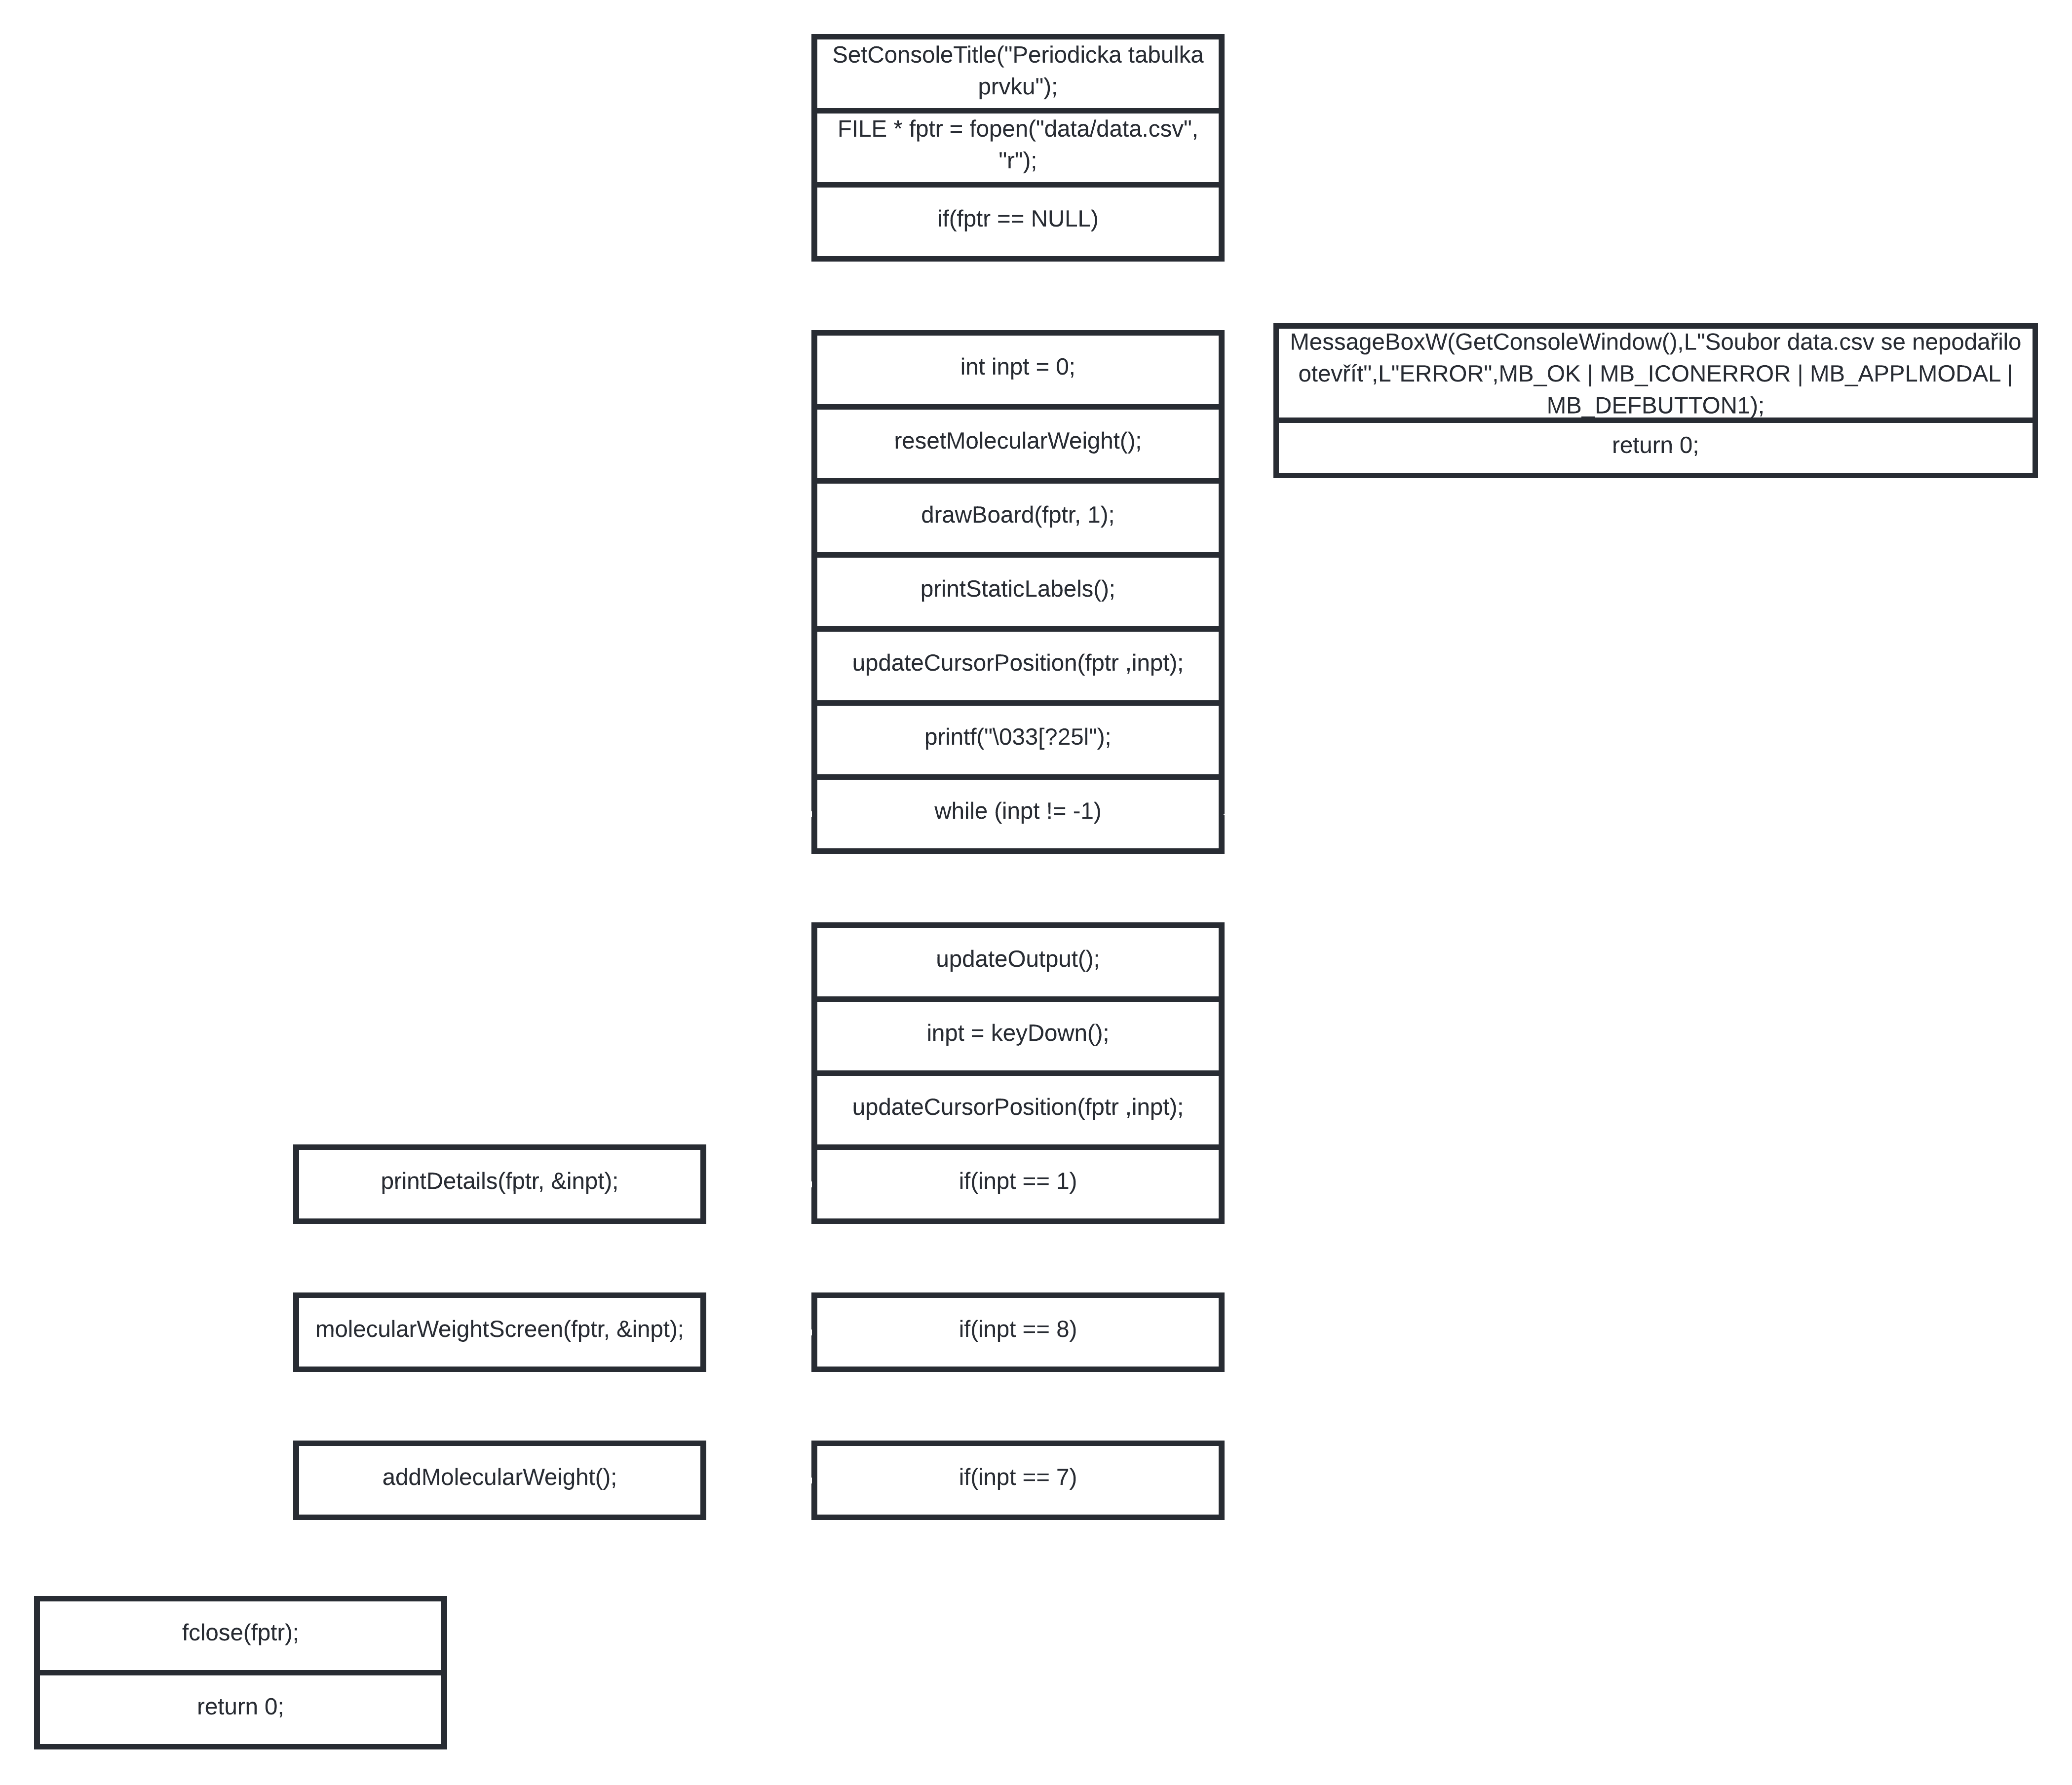 SetConsoleTitle("Periodicka tabulka
prvku");
FILE * fptr = fopen("data/data.csv",
"r");
if(fptr == NULL)
MessageBoxW(GetConsoleWindow(),L"Soubor data.csv se nepodařilo
otevřít",L"ERROR",MB_OK | MB_ICONERROR | MB_APPLMODAL |
MB_DEFBUTTON1);
return 0;
int inpt = 0;
resetMolecularWeight();
drawBoard(fptr, 1);
printStaticLabels();
updateCursorPosition(fptr ,inpt);
printf("\033[?25l");
while (inpt != -1)
updateOutput();
inpt = keyDown();
updateCursorPosition(fptr ,inpt);
if(inpt == 1)
printDetails(fptr, &inpt);
if(inpt == 8)
molecularWeightScreen(fptr, &inpt);
if(inpt == 7)
addMolecularWeight();
fclose(fptr);
return 0;